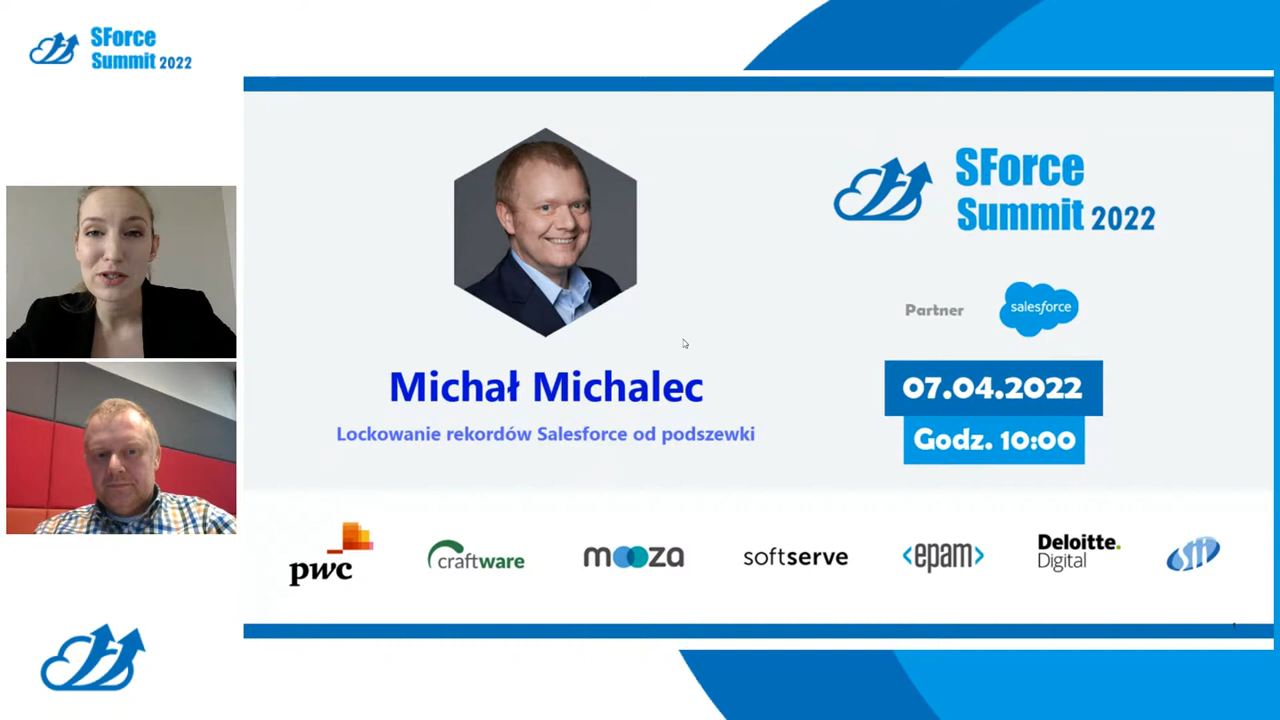 SForce
Summit 2022
SForce
Summit 2022
Partner
salesforce
07.04.2022
Godz. 10:00
Michał Michalec
Lockowanie rekordów Salesforce od podszewki
pwc
craftware
mooza
softserve
<epam>
Deloitte.
Digital
sii